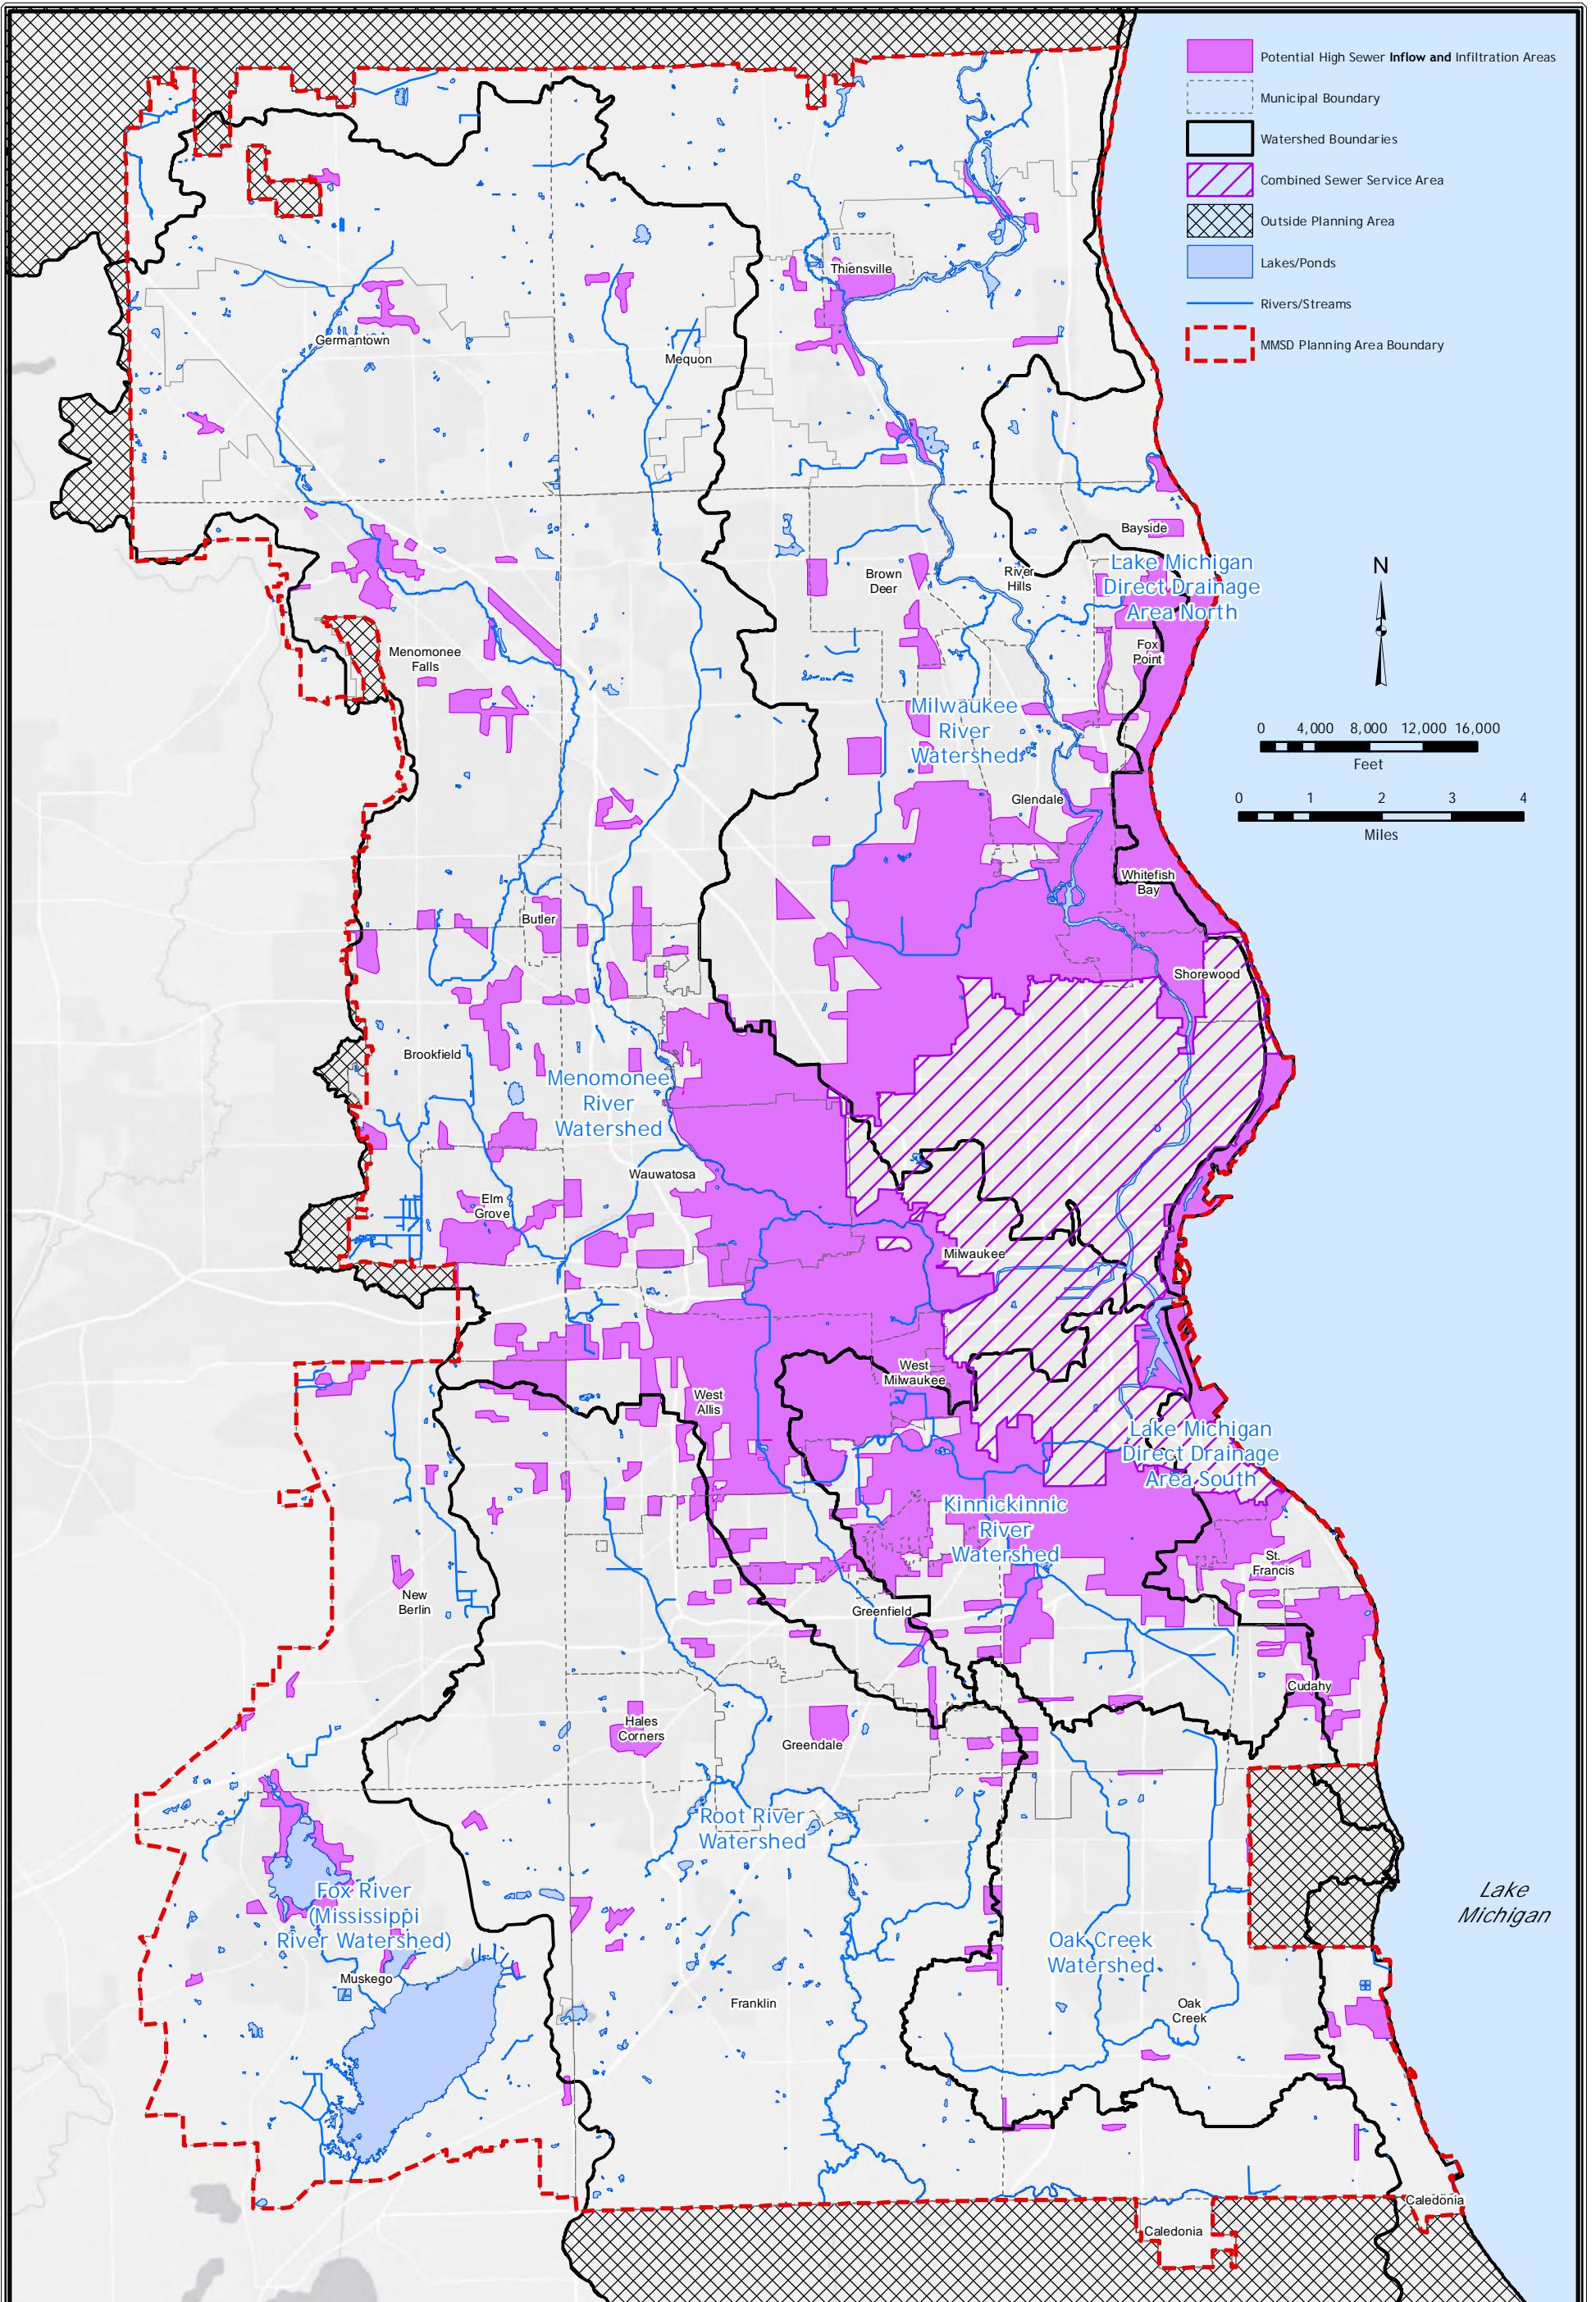 Potential High Sewer Inflow and Infiltration Areas
Municipal Boundary
Watershed Boundaries
Combined Sewer Service Area
Outside Planning Area
Lakes/Ponds
Rivers/Streams
MMSD Planning Area Boundary
Thiensville
Germantown
Mequon
Bayside
Lake Michigan
Direct Drainage
Area North
Brown
Deer
River
Hills
N
Menomonee
Falls
Fox
Point
Milwaukee
River
Watershed
0 4,000 8,000 12,000 16,000
Feet
Glendale
0 1 2 3 4
Miles
Whitefish
Bay
Butler
Shorewood
Brookfield
Menomonee
River
Watershed
Wauwatosa
Elm
Grove
Milwaukee
West
Milwaukee
West
Allis
Lake Michigan
Direct Drainage
Area South
Kinnickinnic
River
Watershed
St.
Francis
New
Berlin
Greenfield
Cudahy
Hales
Corners
Greendale
Root River
Watershed
Fox River
(Mississippi
River Watershed)
Lake
Michigan
Oak Creek
Watershed
Muskego
Franklin
Oak
Creek
Caledonia
Caledonia